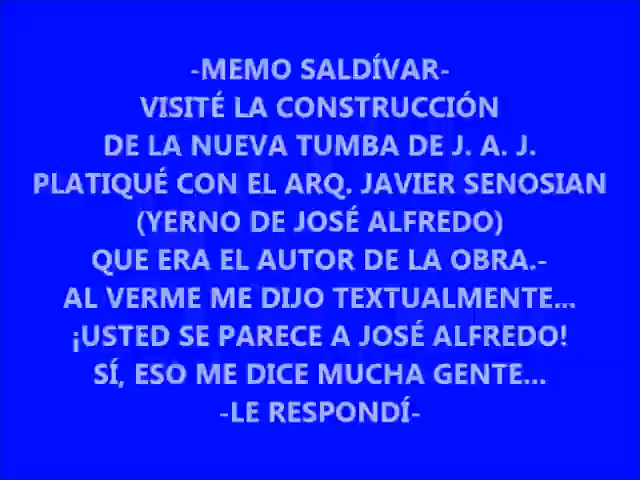 -MEMO SALDÍVAR-
VISITÉ LA CONSTRUCCIÓN
DE LA NUEVA TUMBA DE J. A. J.
PLATIQUÉ CON EL ARQ. JAVIER SENOSIAN
(YERNO DE JOSÉ ALFREDO)
QUE ERA EL AUTOR DE LA OBRA.-
AL VERME ME DIJO TEXTUALMENTE...
¡USTED SE PARECE A JOSÉ ALFREDO!
SÍ, ESO ME DICE MUCHA GENTE...
-LE RESPONDÍ-